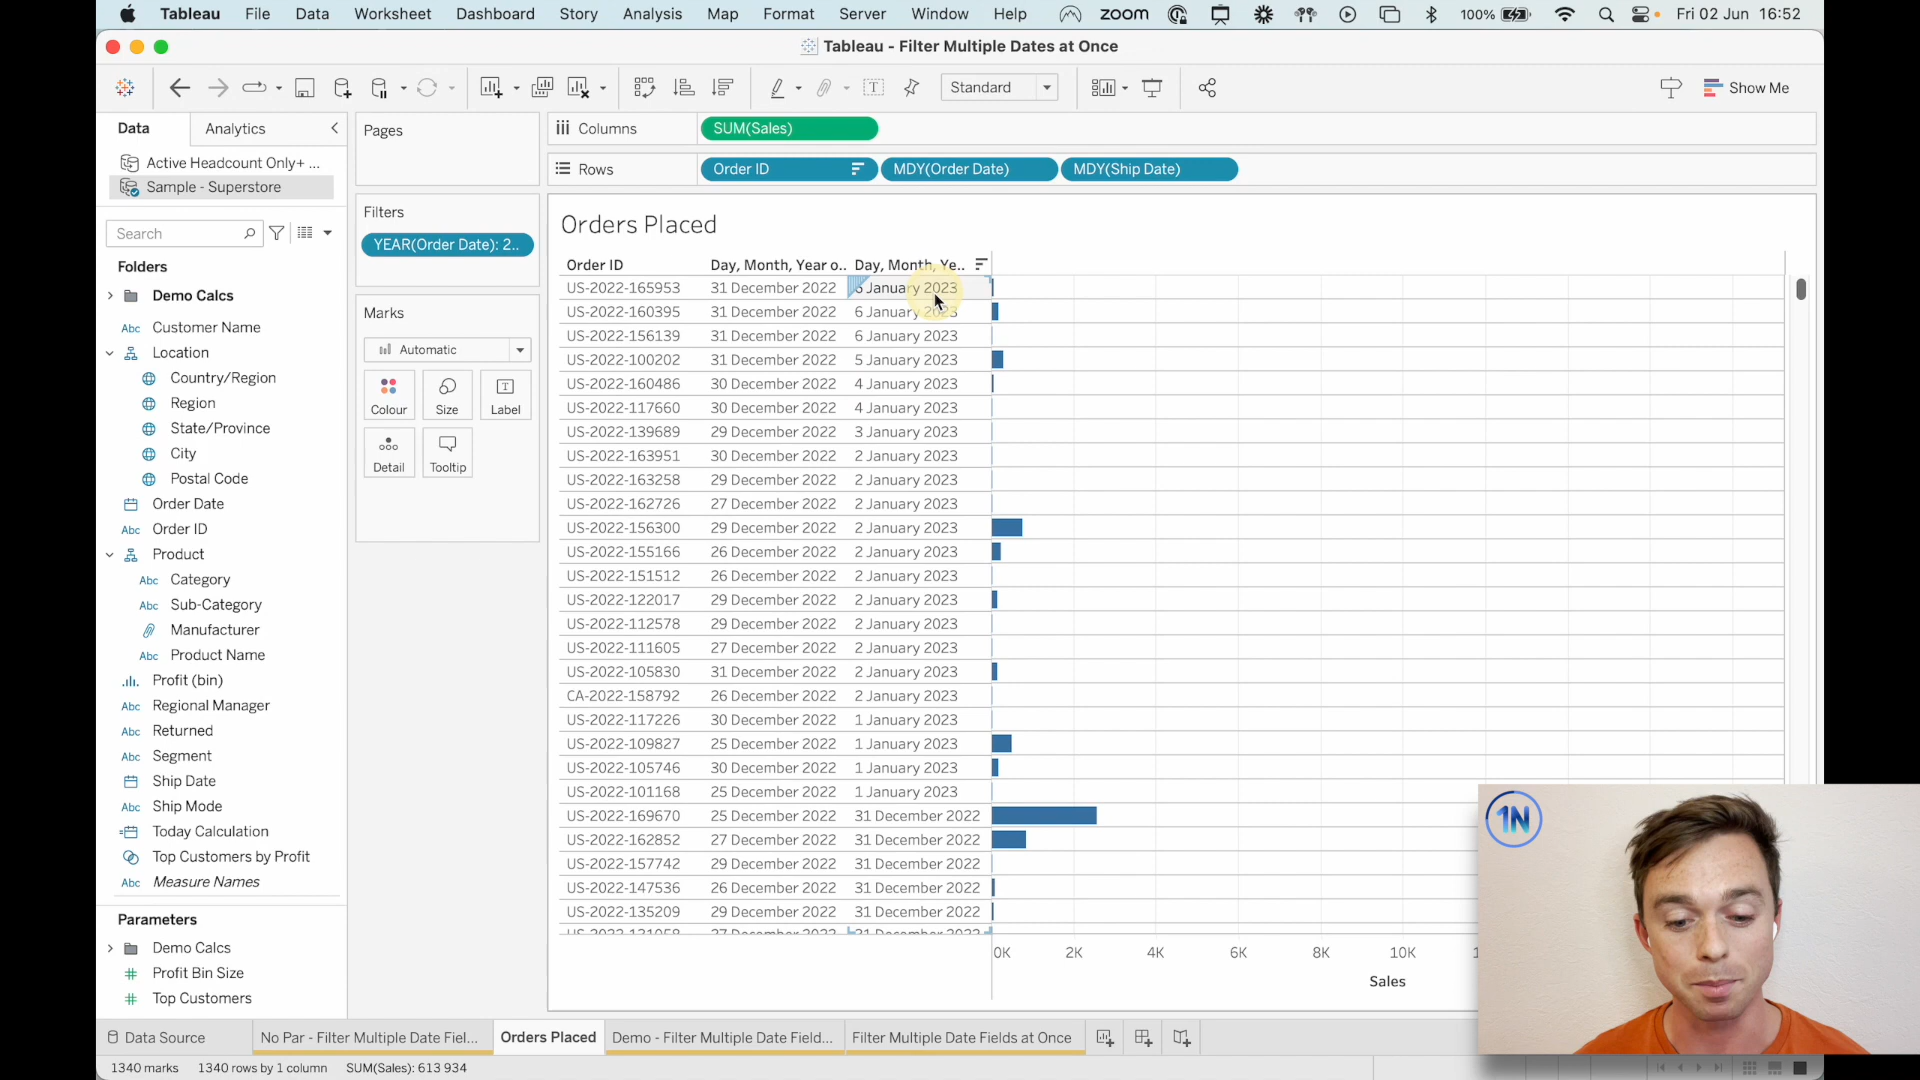 Tableau File Data Worksheet Dashboard Story Analysis Map Format Server Window Help zoom 100% Fri 02 Jun 16:52
Tableau - Filter Multiple Dates at Once
Standard Show Me
Data Analytics
Active Headcount Only+ ...
Sample - Superstore
Search
Folders
Demo Calcs
Abc Customer Name
Location
Country/Region
Region
State/Province
City
Postal Code
Order Date
Abc Order ID
Product
Abc Category
Abc Sub-Category
Manufacturer
Abc Product Name
Profit (bin)
Abc Regional Manager
Abc Returned
Abc Segment
Ship Date
Abc Ship Mode
Today Calculation
Top Customers by Profit
Abc Measure Names
Parameters
Demo Calcs
# Profit Bin Size
# Top Customers
Pages
Filters
YEAR(Order Date): 2..
Marks
Automatic
Colour Size T Label
Detail Tooltip
Columns SUM(Sales)
Rows Order ID MDY(Order Date) MDY(Ship Date)
Orders Placed
Order ID Day, Month, Year o.. Day, Month, Ye..
US-2022-165953 31 December 2022 6 January 2023
US-2022-160395 31 December 2022 6 January 2023
US-2022-156139 31 December 2022 6 January 2023
US-2022-100202 31 December 2022 5 January 2023
US-2022-160486 30 December 2022 4 January 2023
US-2022-117660 30 December 2022 4 January 2023
US-2022-139689 29 December 2022 3 January 2023
US-2022-163951 30 December 2022 2 January 2023
US-2022-163258 29 December 2022 2 January 2023
US-2022-162726 27 December 2022 2 January 2023
US-2022-156300 29 December 2022 2 January 2023
US-2022-155166 26 December 2022 2 January 2023
US-2022-151512 26 December 2022 2 January 2023
US-2022-122017 29 December 2022 2 January 2023
US-2022-112578 29 December 2022 2 January 2023
US-2022-111605 27 December 2022 2 January 2023
US-2022-105830 31 December 2022 2 January 2023
CA-2022-158792 26 December 2022 2 January 2023
US-2022-117226 30 December 2022 1 January 2023
US-2022-109827 25 December 2022 1 January 2023
US-2022-105746 30 December 2022 1 January 2023
US-2022-101168 25 December 2022 1 January 2023
US-2022-169670 25 December 2022 31 December 2022
US-2022-162852 27 December 2022 31 December 2022
US-2022-157742 29 December 2022 31 December 2022
US-2022-147536 26 December 2022 31 December 2022
US-2022-135209 29 December 2022 31 December 2022
0K 2K 4K 6K 8K 10K
Sales
1N
Data Source No Par - Filter Multiple Date Fiel... Orders Placed Demo - Filter Multiple Date Field... Filter Multiple Date Fields at Once
1340 marks 1340 rows by 1 column SUM(Sales): 613 934